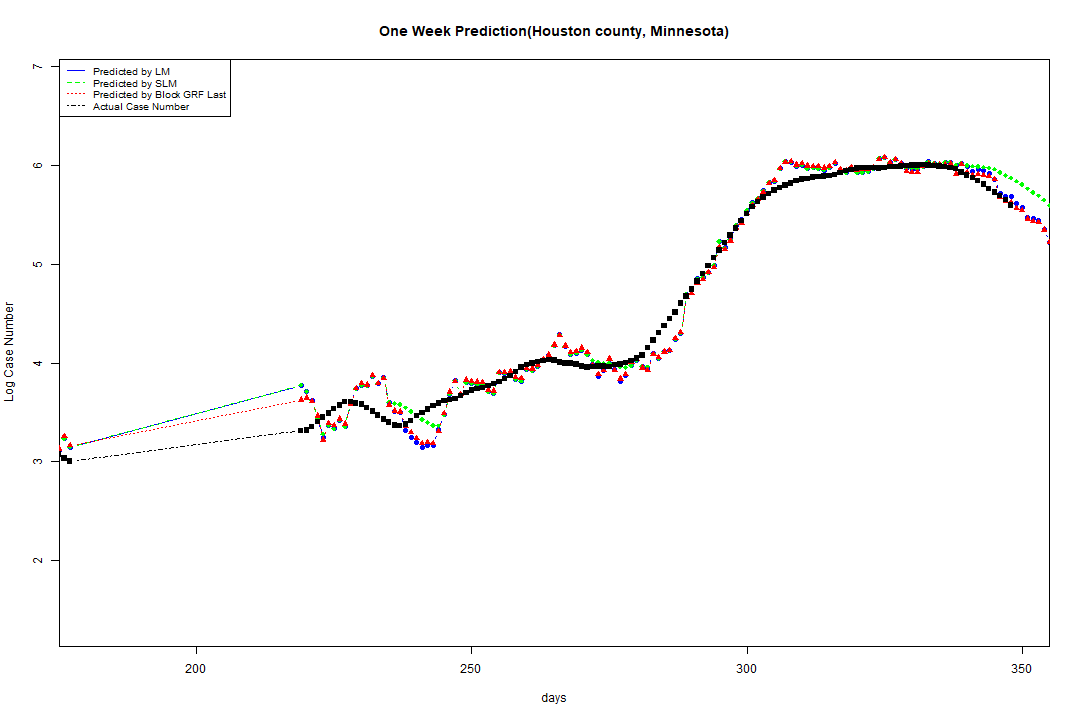 One Week Prediction(Houston county, Minnesota)
Predicted by LM
Predicted by SLM
Predicted by Block GRF Last
Actual Case Number
7
6
5
4
3
2
Log Case Number
200 250 300 350
days